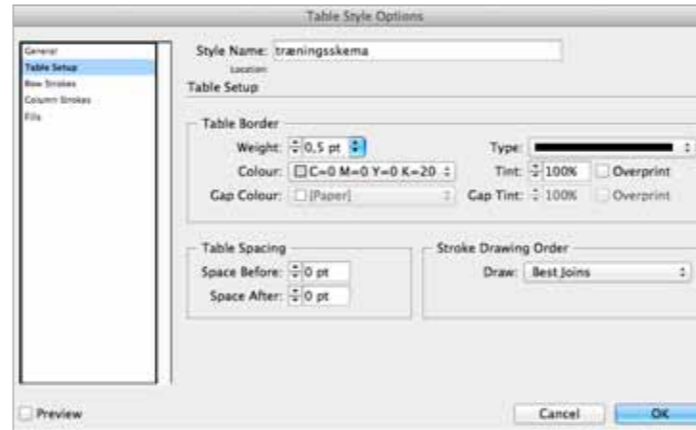 Table Style Options
General
Table Setup
Row Strokes
Column Strokes
Fills
Style Name: træningsskema
Location:
Table Setup
Table Border
Weight: 0,5 pt Type:
Colour: C=0 M=0 Y=0 K=20 Tint: 100% Overprint
Gap Colour: [Paper] Gap Tint: 100% Overprint
Table Spacing Stroke Drawing Order
Space Before: 0 pt Draw: Best Joins
Space After: 0 pt
Preview Cancel OK